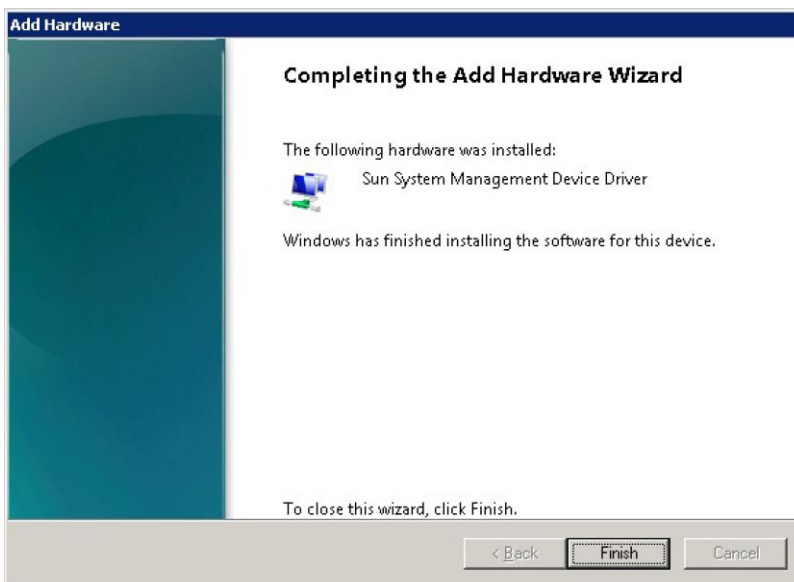 Add Hardware
Completing the Add Hardware Wizard
The following hardware was installed:
Sun System Management Device Driver
Windows has finished installing the software for this device.
To close this wizard, click Finish.
< Back
Finish
Cancel